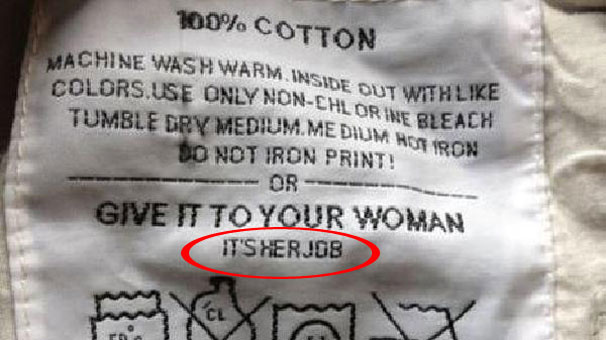 100% COTTON
MACHINE WASH WARM. INSIDE OUT WITH LIKE
COLORS. USE ONLY NON-CHLORINE BLEACH
TUMBLE DRY MEDIUM. MEDIUM HOT IRON
DO NOT IRON PRINT!
OR
GIVE IT TO YOUR WOMAN
IT'S HER JOB
CL